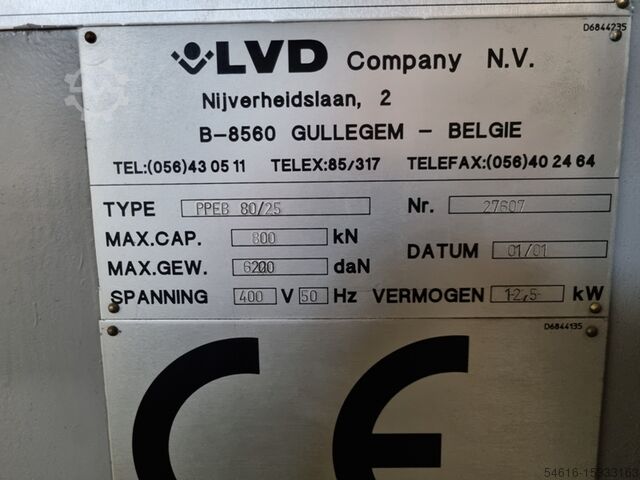 D6844235
LVD Company N.V.
Nijverheidslaan, 2
B-8560 GULLEGEM - BELGIE
TEL:(056)43 05 11 TELEX:85/317 TELEFAX:(056)40 24 64
TYPE PPEB 80/25 Nr. 27607
MAX.CAP. 800 kN
DATUM 01/01
MAX.GEW. daN
SPANNING 400 V 50 Hz VERMOGEN 12,5 kW
D6844135
CE
54616-15933163